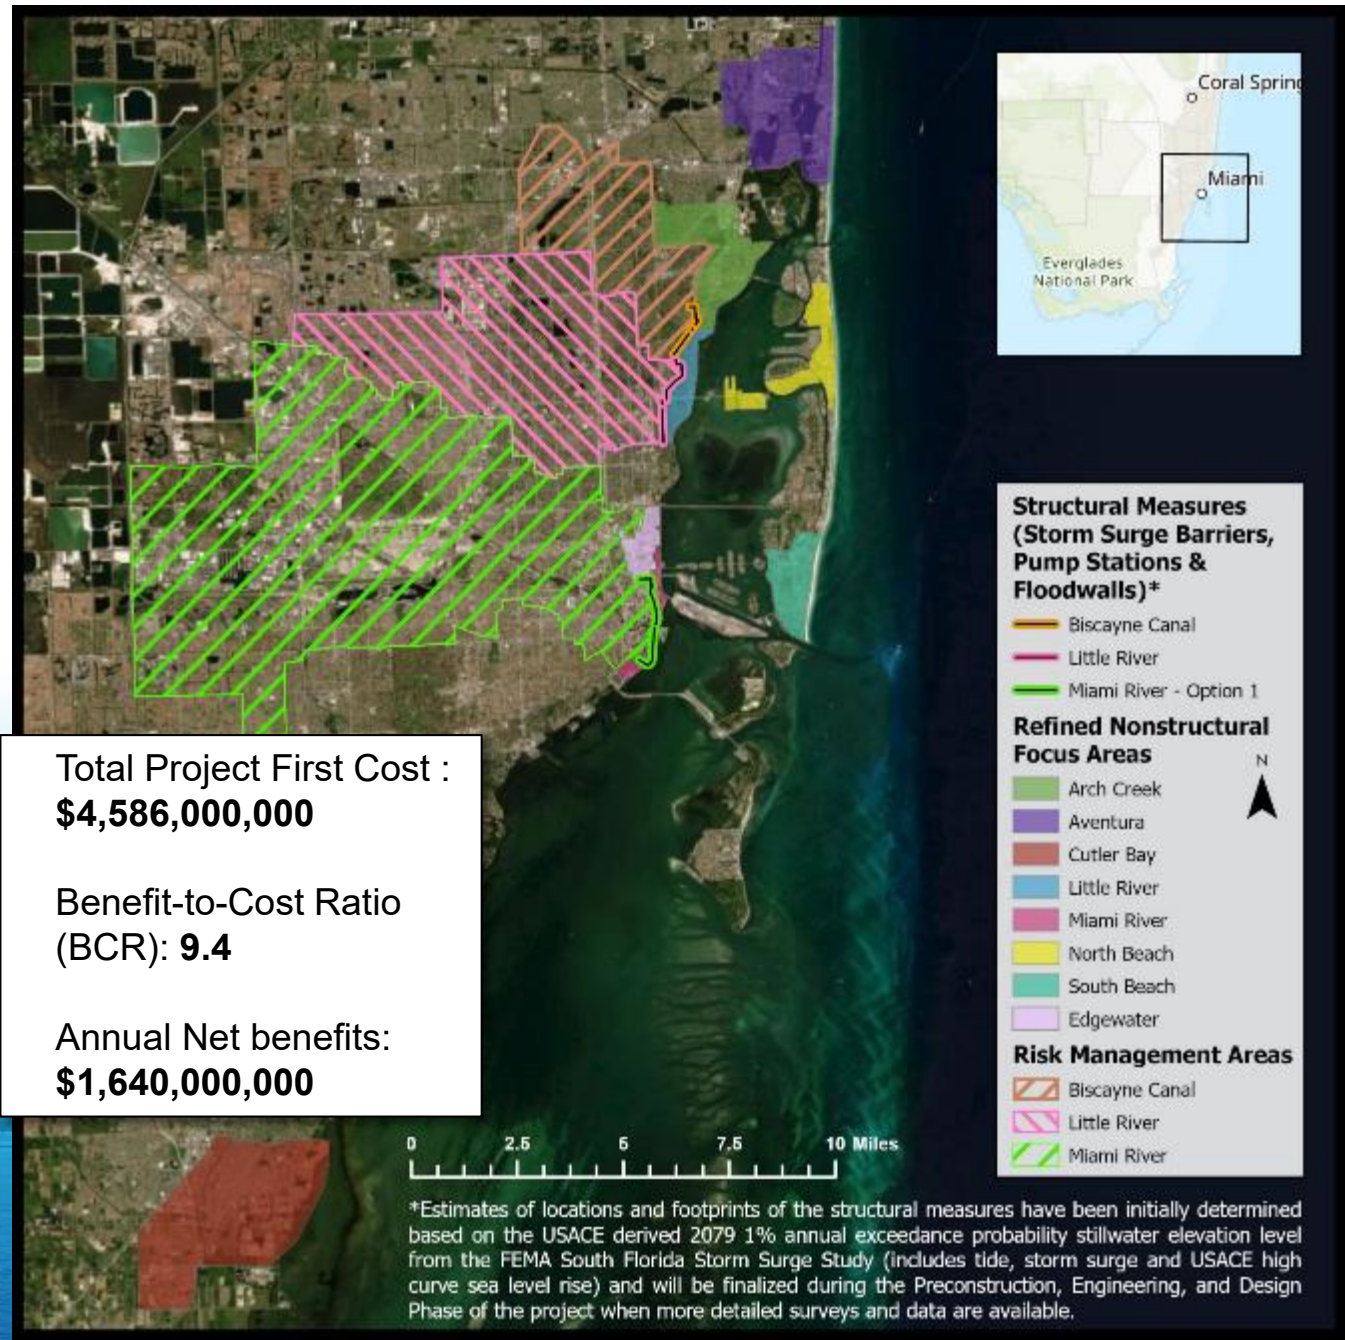 Coral Spring
Miami
Everglades
National Park
Structural Measures
(Storm Surge Barriers,
Pump Stations &
Floodwalls)*
Biscayne Canal
Little River
Miami River - Option 1
Refined Nonstructural
Focus Areas
N
Arch Creek
Aventura
Cutler Bay
Little River
Miami River
North Beach
South Beach
Edgewater
Risk Management Areas
Biscayne Canal
Little River
Miami River
Total Project First Cost :
$4,586,000,000
Benefit-to-Cost Ratio
(BCR): 9.4
Annual Net benefits:
$1,640,000,000
0 2.5 5 7.5 10 Miles
*Estimates of locations and footprints of the structural measures have been initially determined
based on the USACE derived 2079 1% annual exceedance probability stillwater elevation level
from the FEMA South Florida Storm Surge Study (includes tide, storm surge and USACE high
curve sea level rise) and will be finalized during the Preconstruction, Engineering, and Design
Phase of the project when more detailed surveys and data are available.